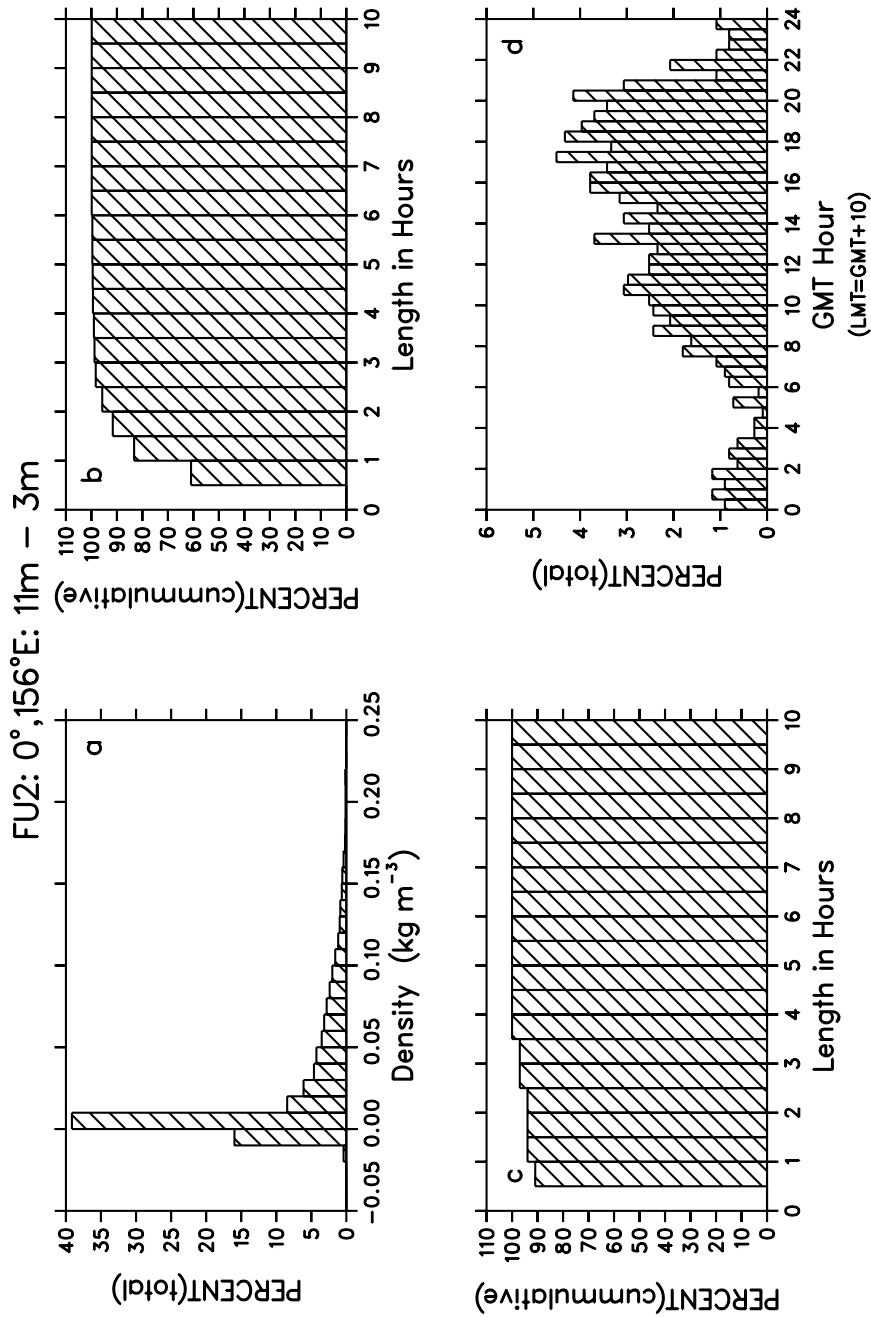 FU2: 0°,156°E: 11m – 3m
a
PERCENT(total)
40
35
30
25
20
15
10
5
0
−0.05 0.00 0.05 0.10 0.15 0.20 0.25
Density (kg m⁻³)
b
PERCENT(cummulative)
110
100
90
80
70
60
50
40
30
20
10
0 1 2 3 4 5 6 7 8 9 10
Length in Hours
c
PERCENT(cummulative)
110
100
90
80
70
60
50
40
30
20
10
0 1 2 3 4 5 6 7 8 9 10
Length in Hours
d
PERCENT(total)
6
5
4
3
2
1
0
0 2 4 6 8 10 12 14 16 18 20 22 24
GMT Hour
(LMT=GMT+10)